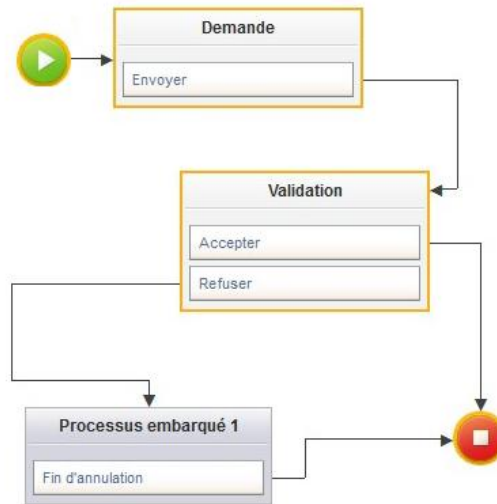 Demande
Envoyer
Validation
Accepter
Refuser
Processus embarqué 1
Fin d'annulation